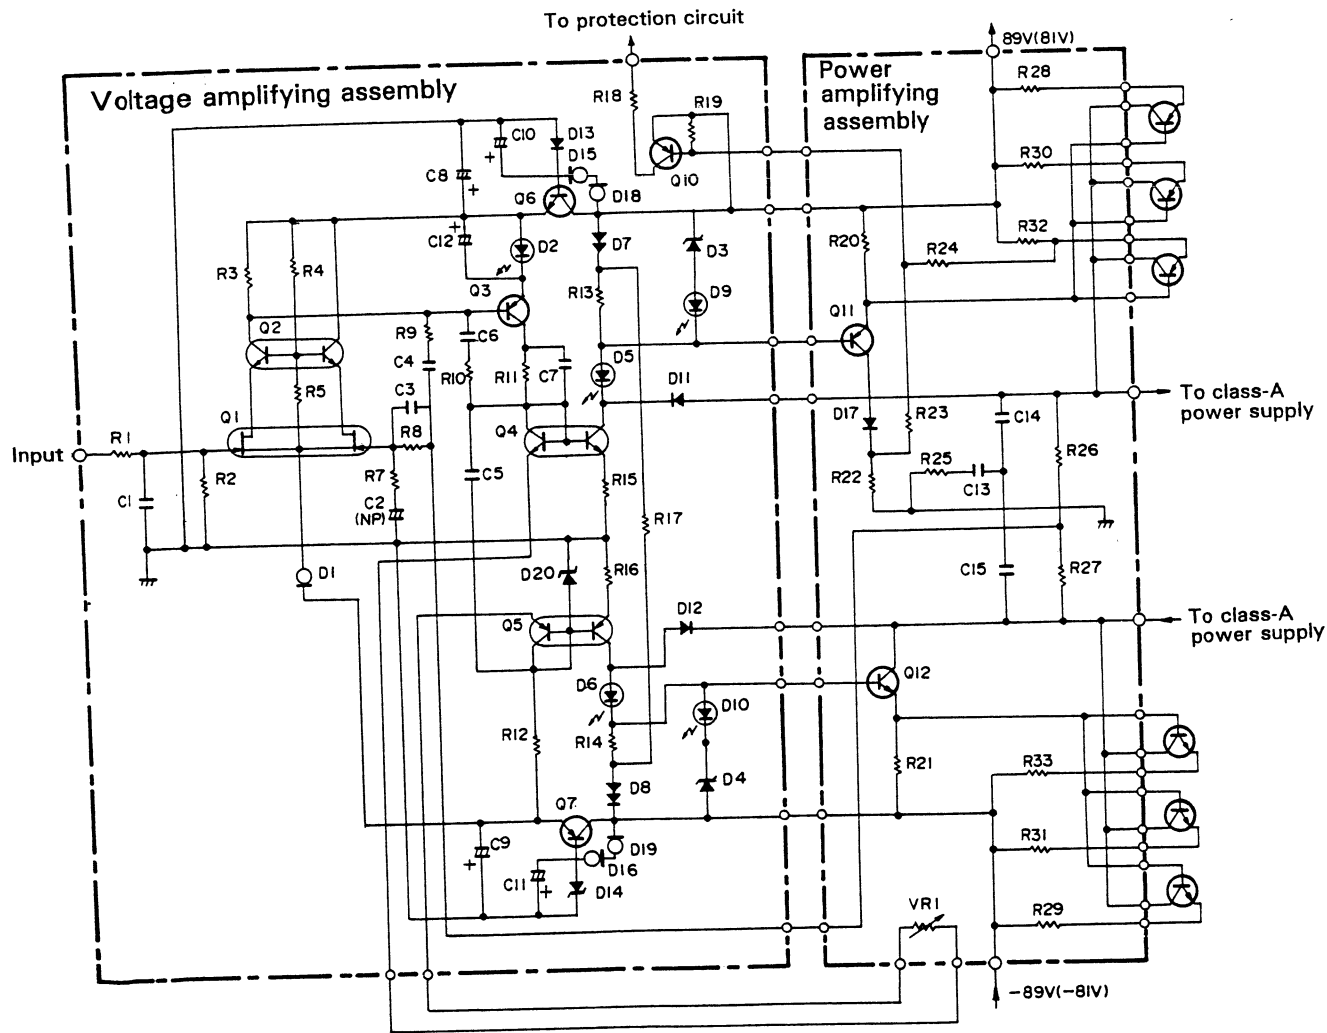 To protection circuit
89V(81V)
Voltage amplifying assembly
Power
amplifying
assembly
R28
R18
R19
C10
D13
D15
Q10
R30
C8
Q6
D18
C12
D2
D7
D3
R20
R24
R32
R3
R4
Q3
R13
D9
Q11
Q2
R9
C6
C4
R10
R11
C7
D5
D11
To class-A
power supply
R5
C3
D17
R23
C14
Q1
Q4
R8
Input
R1
R2
R7
C5
R15
R22
R25
C13
R26
C1
C2
(NP)
R17
D1
D20
R16
C15
R27
Q5
D12
To class-A
power supply
D6
D10
Q12
R12
R14
D4
R21
R33
Q7
D8
C9
D19
D16
C11
D14
R31
VR1
R29
-89V(-81V)